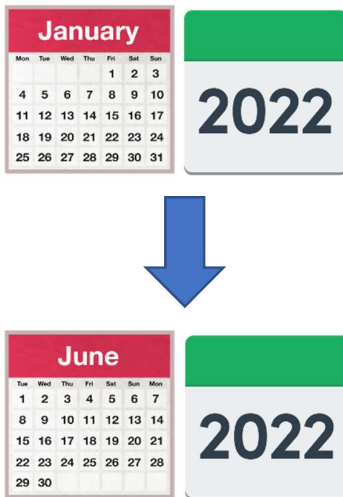 January
Mon Tue Wed Thu Fri Sat Sun
1 2 3
4 5 6 7 8 9 10
11 12 13 14 15 16 17
18 19 20 21 22 23 24
25 26 27 28 29 30 31
2022
June
Tue Wed Thu Fri Sat Sun Mon
1 2 3 4 5 6 7
8 9 10 11 12 13 14
15 16 17 18 19 20 21
22 23 24 25 26 27 28
29 30
2022